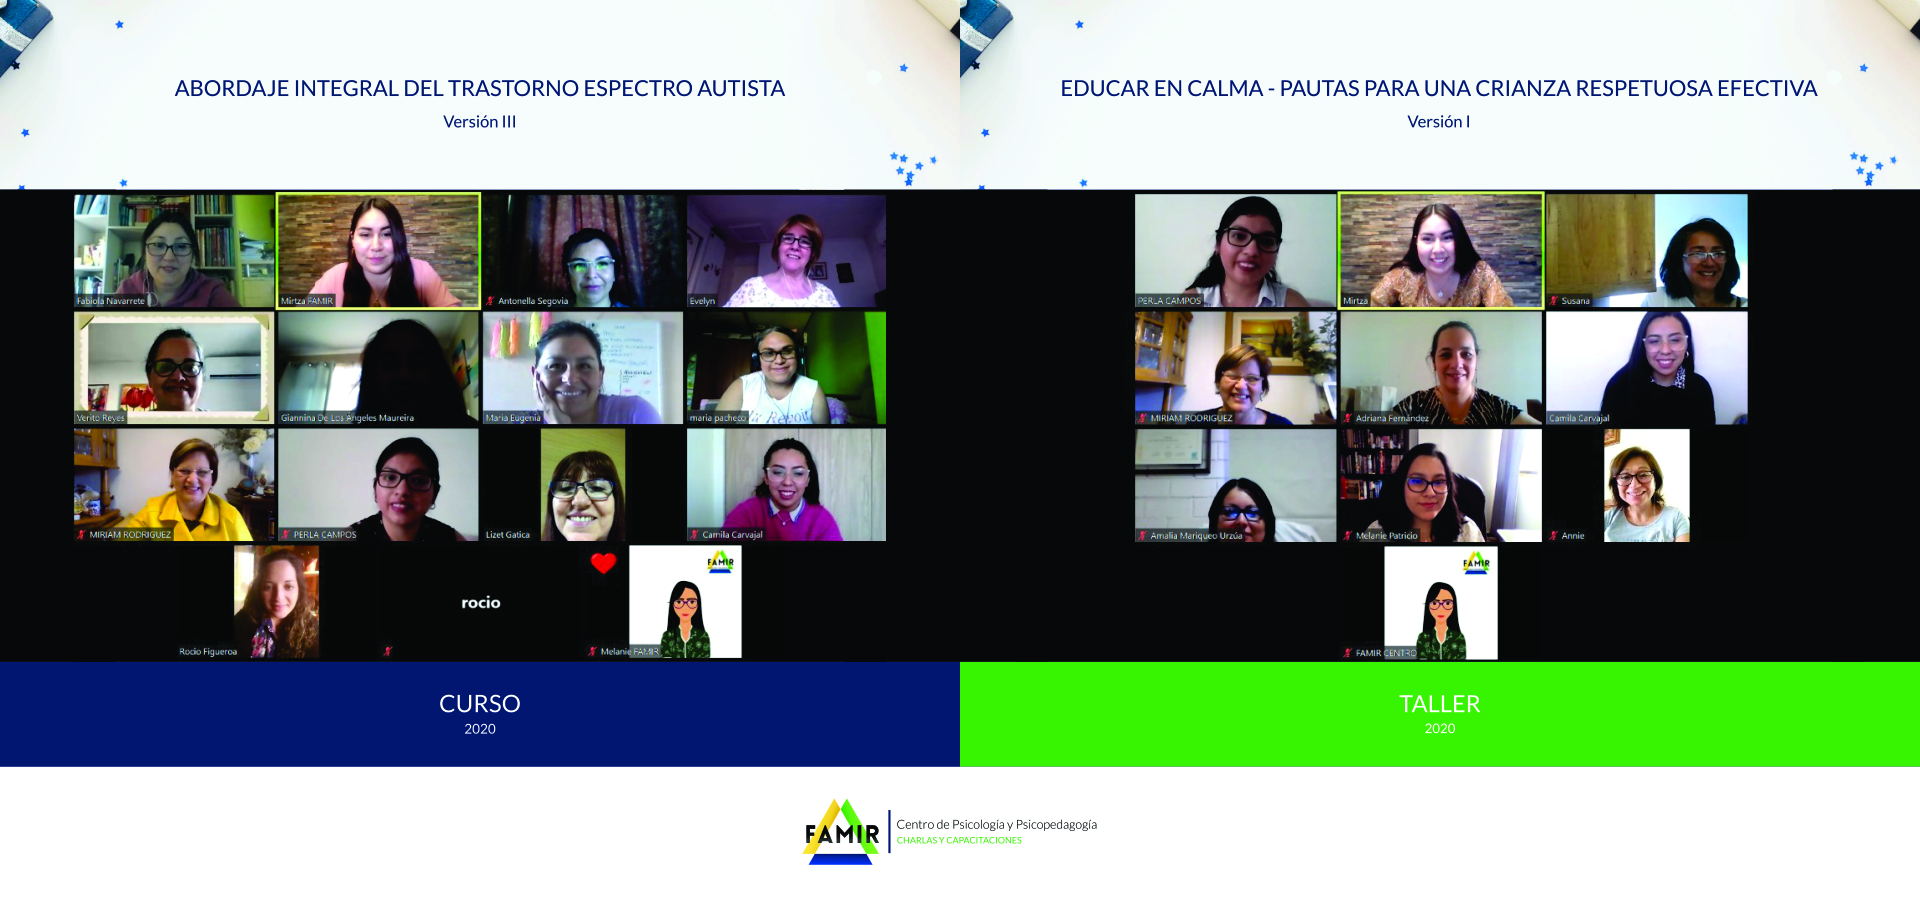 ABORDAJE INTEGRAL DEL TRASTORNO ESPECTRO AUTISTA
Versión III
Fabiola Navarrete
Mirtza FAMIR
Antonella Segovia
Evelyn
Verito Reyes
Giannina De Los Ángeles Maureira
Maria Eugenia
maria pacheco
MIRIAM RODRIGUEZ
PERLA CAMPOS
Lizet Gatica
Camila Carvajal
Rocío Figueroa
rocio
FAMIR
Melanie FAMIR
CURSO
2020
EDUCAR EN CALMA - PAUTAS PARA UNA CRIANZA RESPETUOSA EFECTIVA
Versión I
PERLA CAMPOS
Mirtza
Susana
MIRIAM RODRIGUEZ
Adriana Fernández
Camila Carvajal
Amalia Mariqueo Urzúa
Melanie Patricio
Annie
FAMIR
FAMIR CENTRO
TALLER
2020
FAMIR
Centro de Psicología y Psicopedagogía
CHARLAS Y CAPACITACIONES